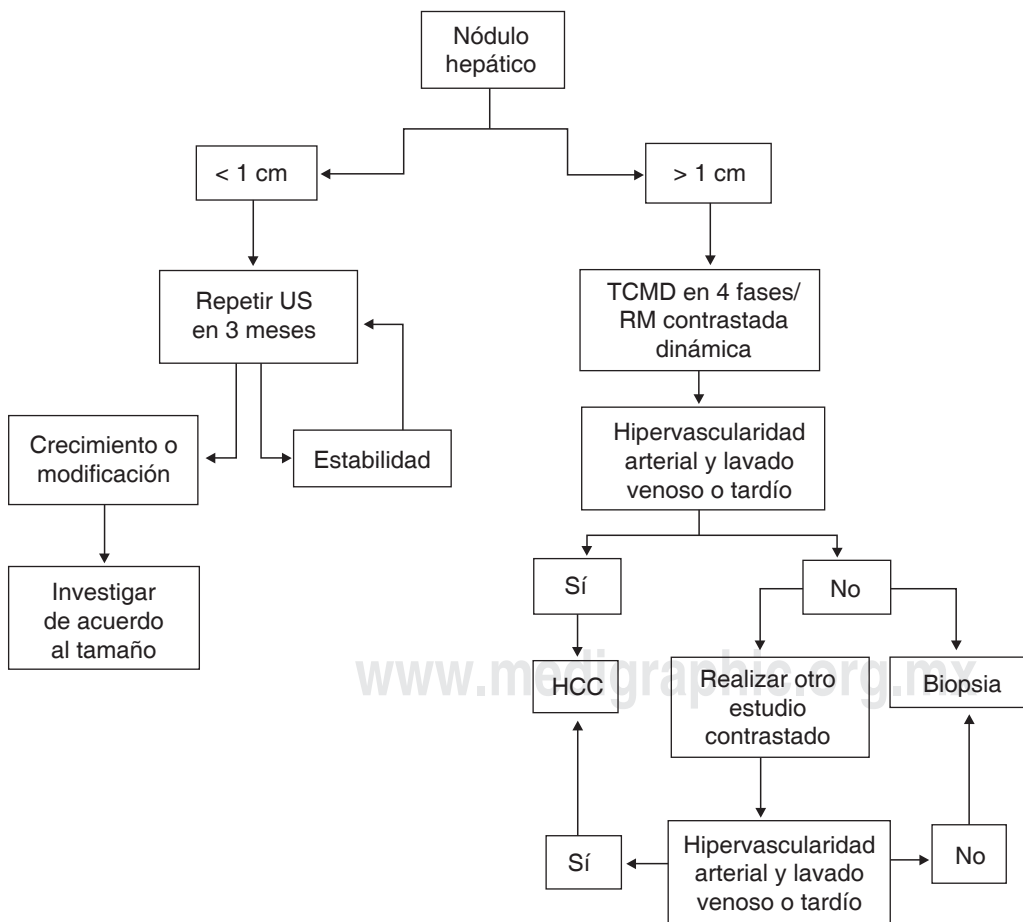 Nódulo
hepático
< 1 cm
> 1 cm
Repetir US
en 3 meses
TCMD en 4 fases/
RM contrastada
dinámica
Crecimiento o
modificación
Estabilidad
Hipervascularidad
arterial y lavado
venoso o tardío
Investigar
de acuerdo
al tamaño
Sí
No
HCC
Realizar otro
estudio
contrastado
Biopsia
www.medigraphic.org.mx
Sí
Hipervascularidad
arterial y lavado
venoso o tardío
No